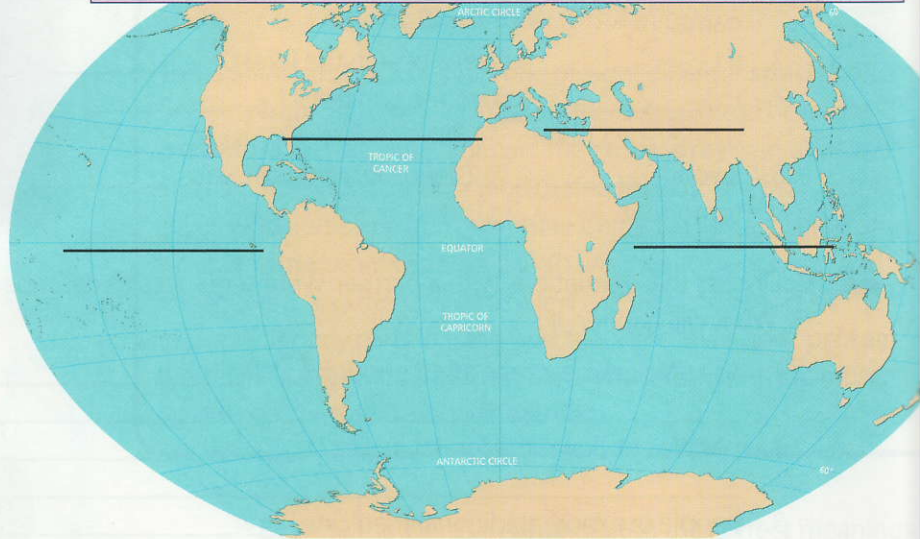 ARCTIC CIRCLE
TROPIC OF
CANCER
EQUATOR
TROPIC OF
CAPRICORN
ANTARCTIC CIRCLE
60°